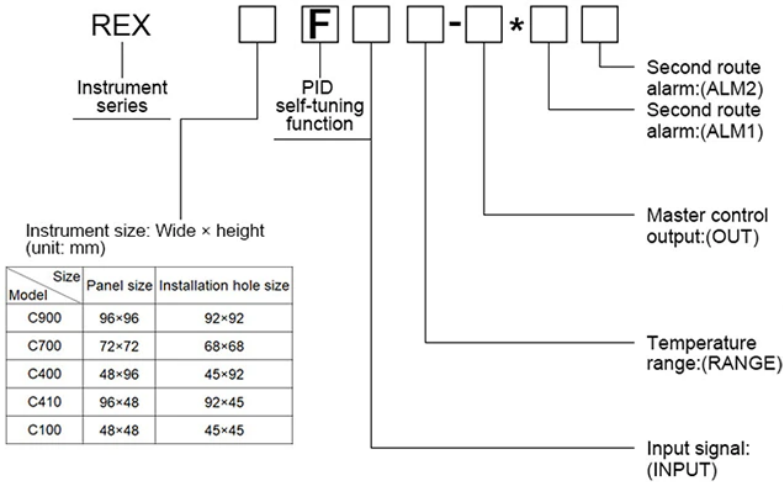 REX F - *
Instrument
series
PID
self-tuning
function
Second route
alarm:(ALM2)
Second route
alarm:(ALM1)
Master control
output:(OUT)
Instrument size: Wide × height
(unit: mm)
Size
Model Panel size Installation hole size
C900 96×96 92×92
C700 72×72 68×68
C400 48×96 45×92
C410 96×48 92×45
C100 48×48 45×45
Temperature
range:(RANGE)
Input signal:
(INPUT)